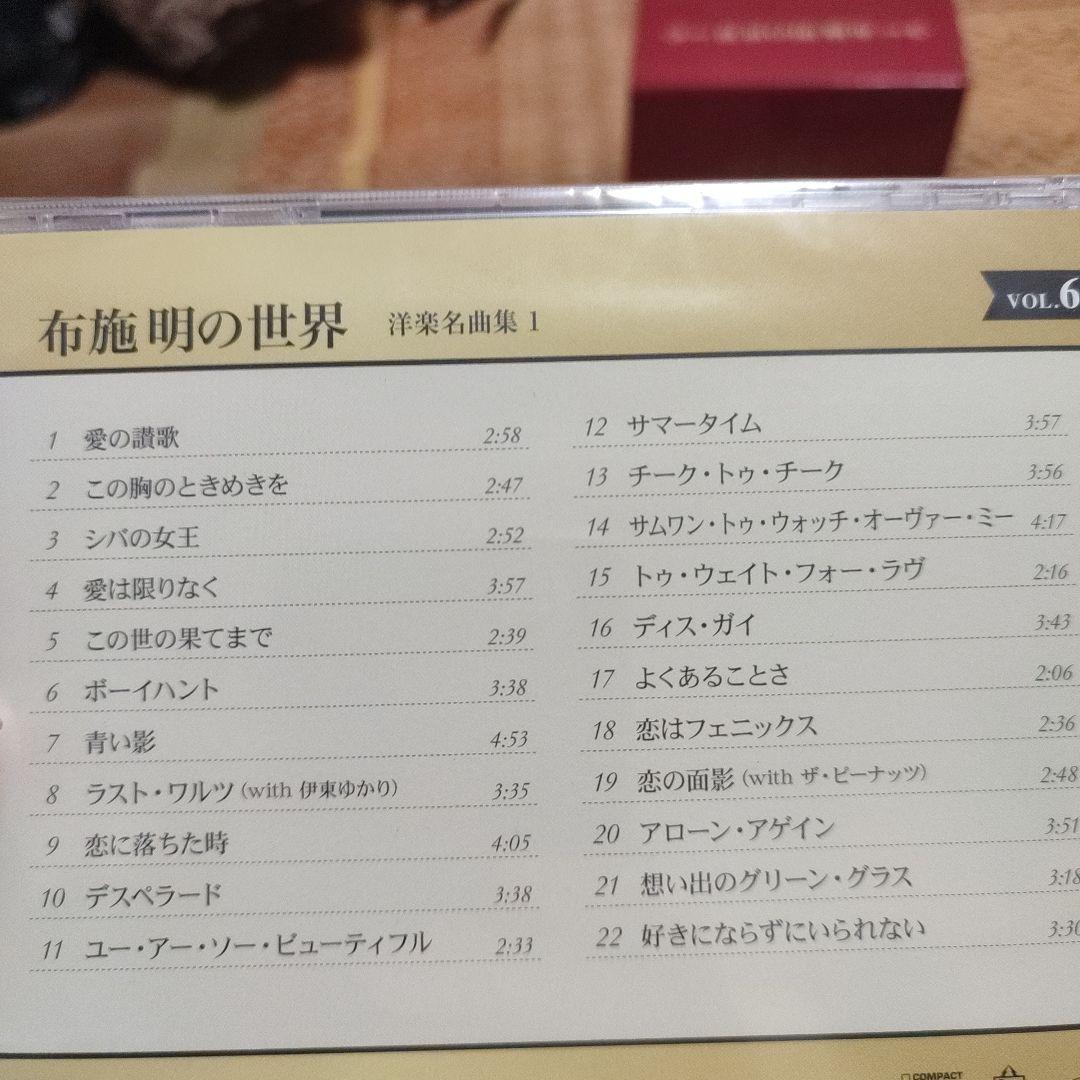 布施 明の世界 洋楽名曲集 1
VOL.6
1 愛の讃歌 2:58
2 この胸のときめきを 2:47
3 シバの女王 2:52
4 愛は限りなく 3:57
5 この世の果てまで 2:39
6 ボーイハント 3:38
7 青い影 4:53
8 ラスト・ワルツ (with 伊東ゆかり) 3:35
9 恋に落ちた時 4:05
10 デスペラード 3:38
11 ユー・アー・ソー・ビューティフル 2:33
12 サマータイム 3:57
13 チーク・トゥ・チーク 3:56
14 サムワン・トゥ・ウォッチ・オーヴァー・ミー 4:17
15 トゥ・ウェイト・フォー・ラヴ 2:16
16 ディス・ガイ 3:43
17 よくあることさ 2:06
18 恋はフェニックス 2:36
19 恋の面影 (with ザ・ピーナッツ) 2:48
20 アローン・アゲイン 3:51
21 想い出のグリーン・グラス 3:18
22 好きにならずにいられない 3:30
COMPACT